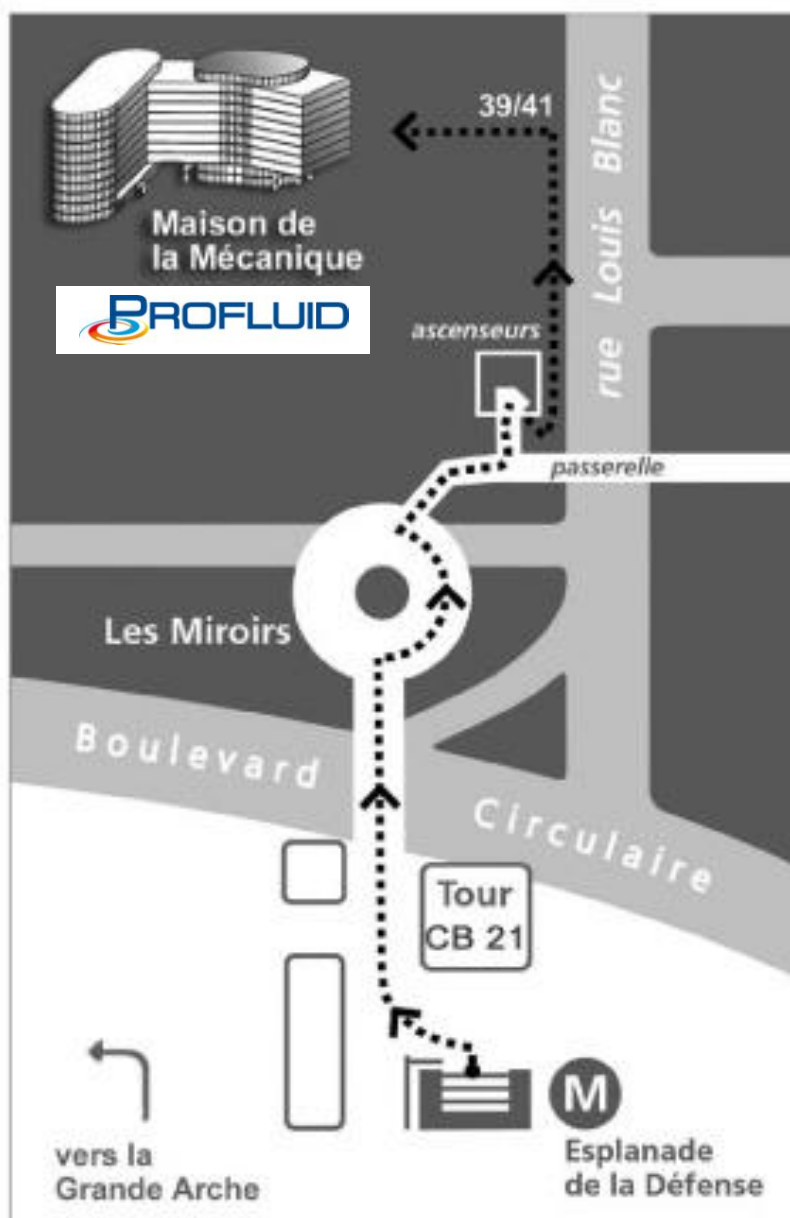 39/41
rue Louis Blanc
Maison de
la Mécanique
PROFLUID
ascenseurs
passerelle
Les Miroirs
Boulevard Circulaire
Tour
CB 21
M
Esplanade
de la Défense
vers la
Grande Arche